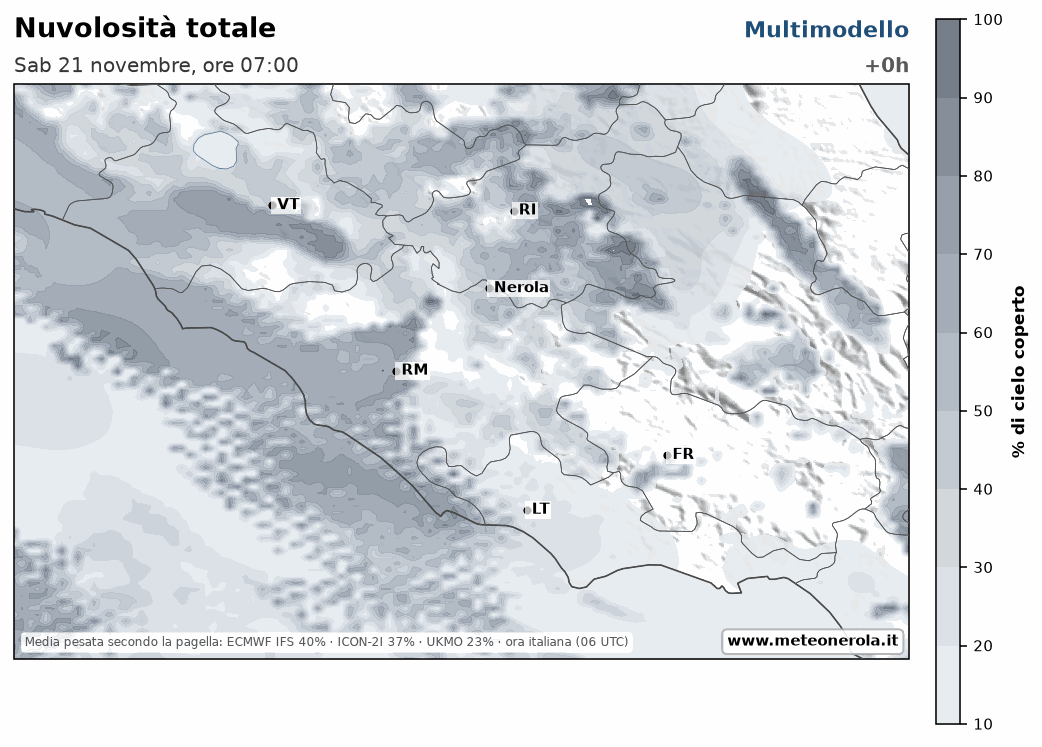 Nuvolosità totale
Multimodello
Sab 21 novembre, ore 07:00
+0h
100
90
80
70
60
50
40
30
20
10
% di cielo coperto
VT
RI
Nerola
RM
FR
LT
Media pesata secondo la pagella: ECMWF IFS 40% · ICON-2I 37% · UKMO 23% · ora italiana (06 UTC)
www.meteonerola.it